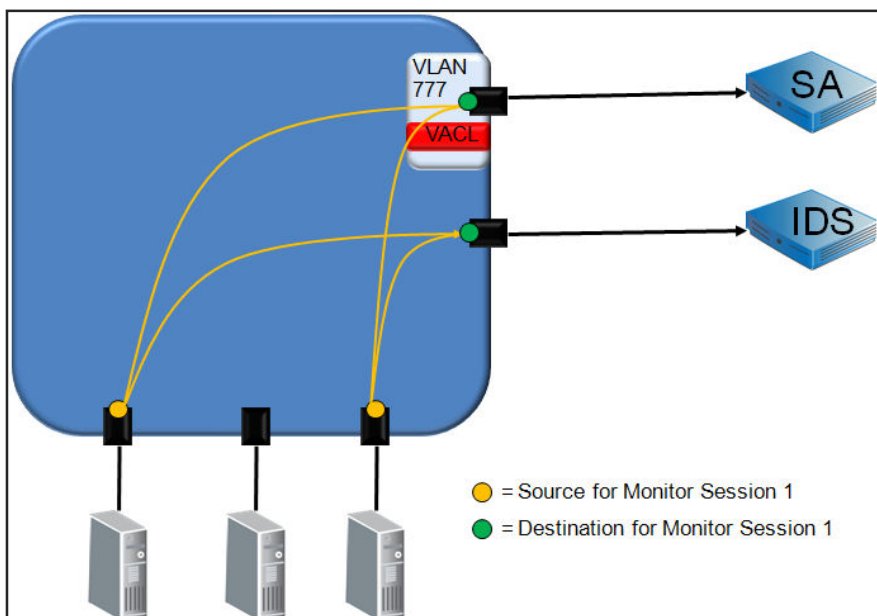 VLAN
777
VACL
SA
IDS
= Source for Monitor Session 1
= Destination for Monitor Session 1